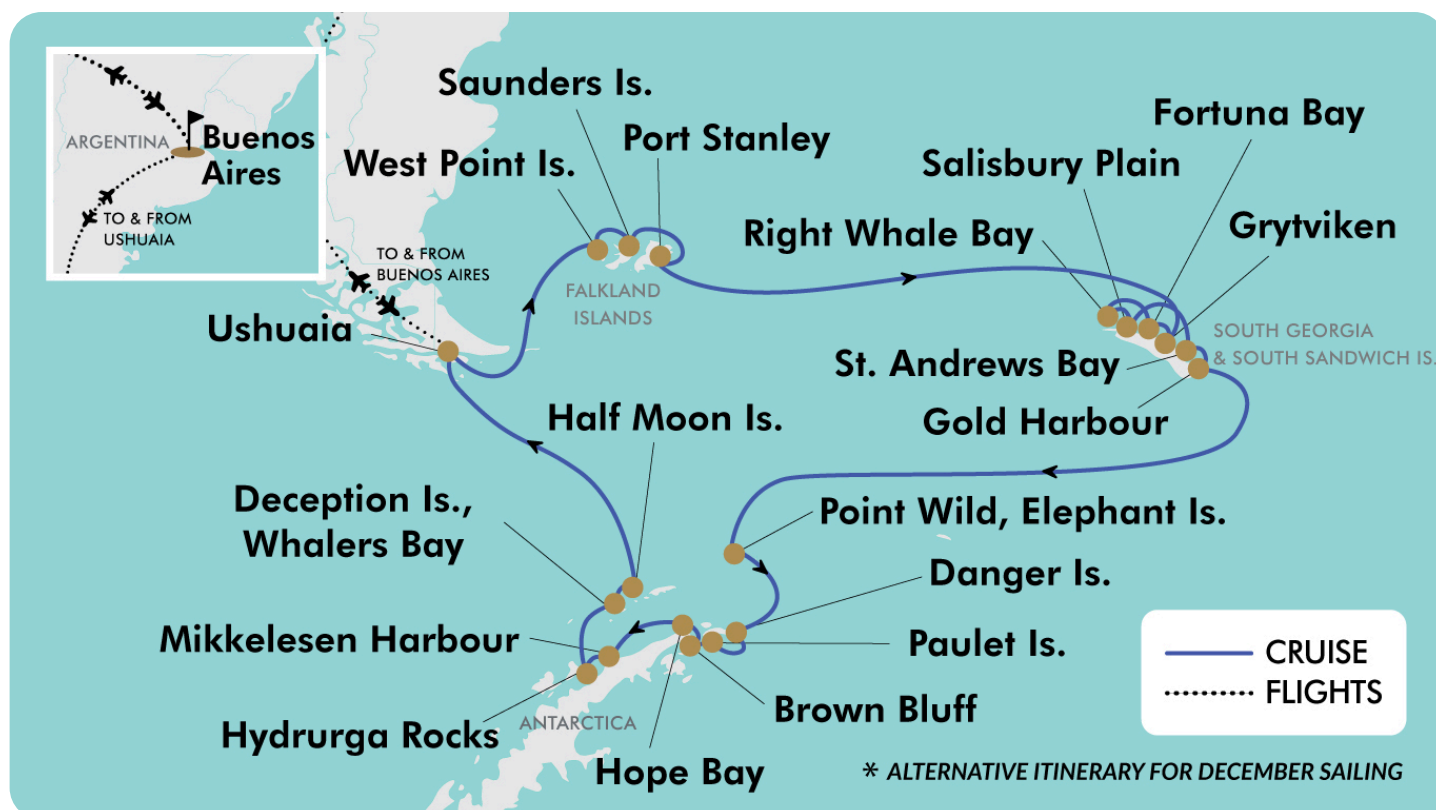 ARGENTINA
Buenos
Aires
TO & FROM
USHUAIA
Saunders Is.
Port Stanley
West Point Is.
TO & FROM
BUENOS AIRES
FALKLAND
ISLANDS
Ushuaia
Fortuna Bay
Salisbury Plain
Grytviken
Right Whale Bay
SOUTH GEORGIA
& SOUTH SANDWICH IS.
St. Andrews Bay
Gold Harbour
Half Moon Is.
Deception Is.,
Whalers Bay
Point Wild, Elephant Is.
Danger Is.
Mikkelesen Harbour
Paulet Is.
Brown Bluff
Hydrurga Rocks
ANTARCTICA
Hope Bay
CRUISE
FLIGHTS
* ALTERNATIVE ITINERARY FOR DECEMBER SAILING